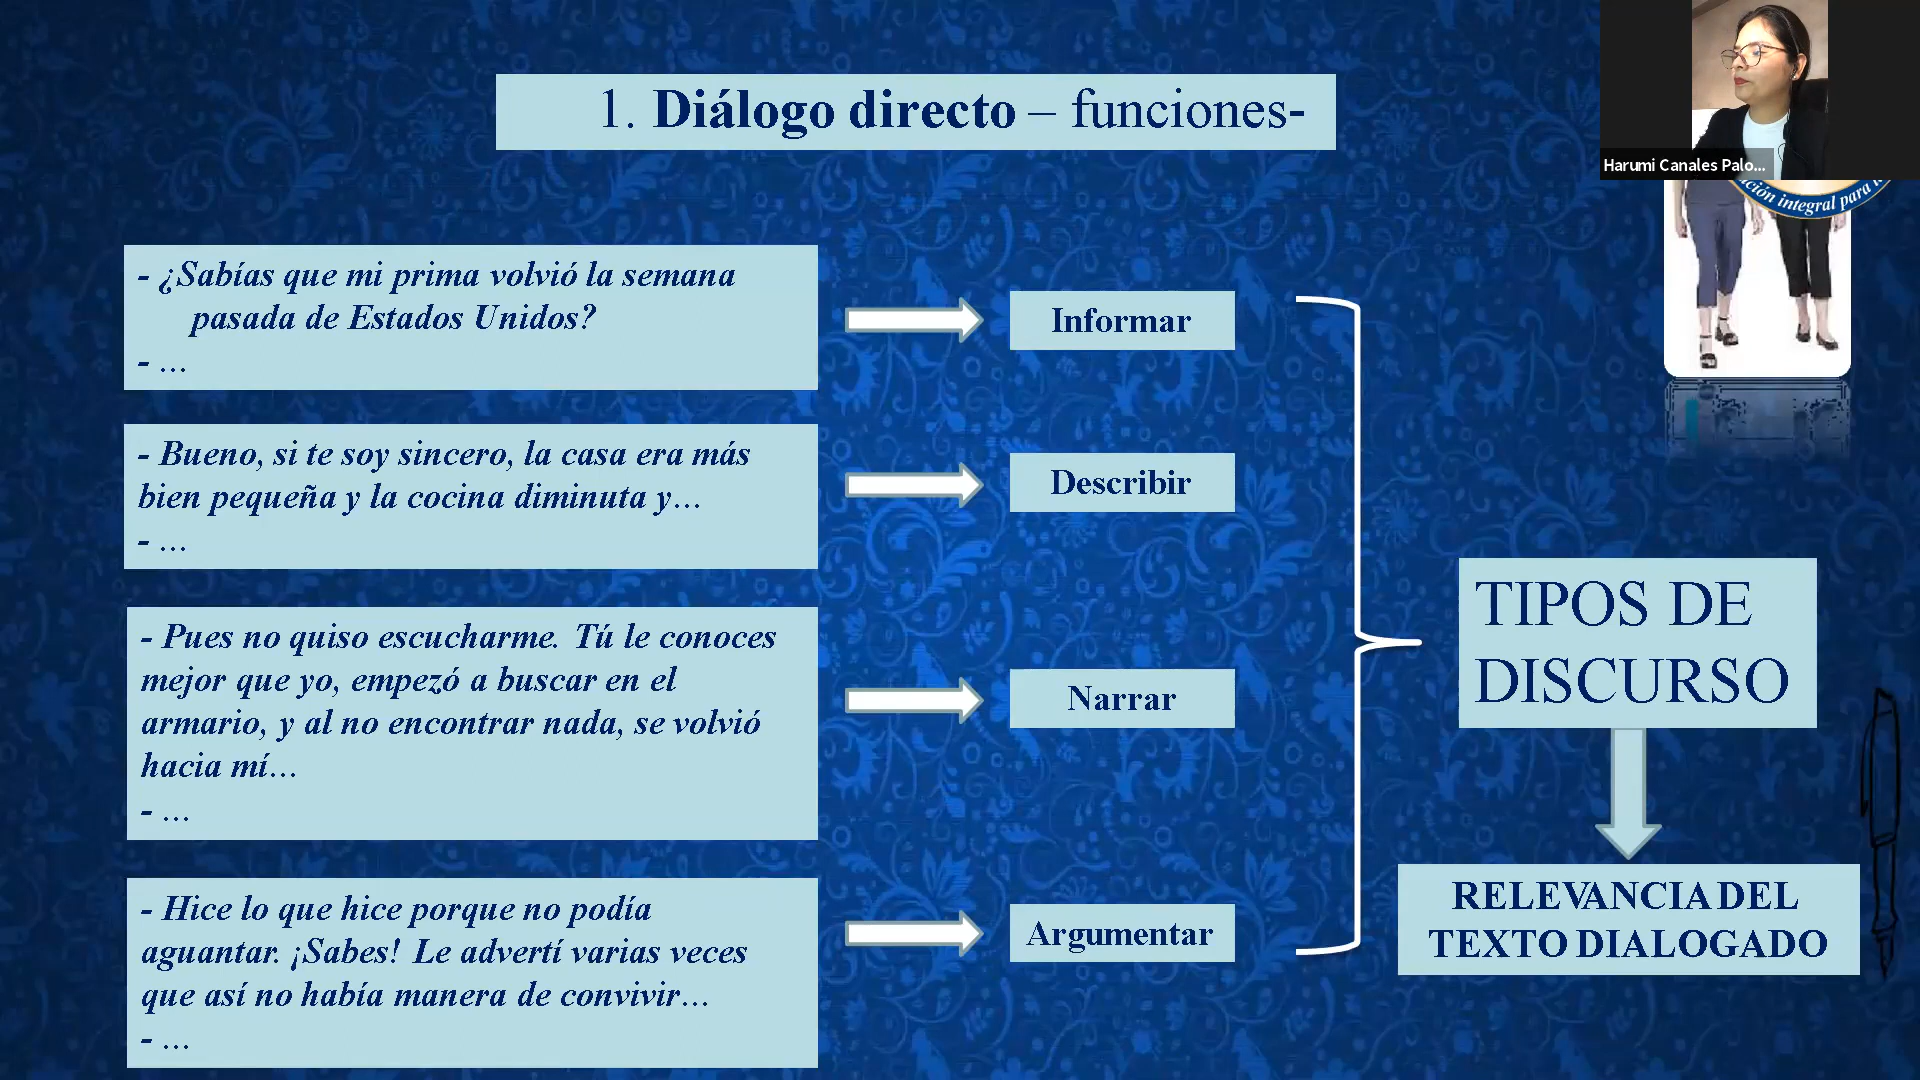 1. Diálogo directo – funciones-
Harumi Canales Palo...
integral para
- ¿Sabías que mi prima volvió la semana
pasada de Estados Unidos?
- …
Informar
- Bueno, si te soy sincero, la casa era más
bien pequeña y la cocina diminuta y…
- …
Describir
- Pues no quiso escucharme. Tú le conoces
mejor que yo, empezó a buscar en el
armario, y al no encontrar nada, se volvió
hacia mí…
- …
Narrar
- Hice lo que hice porque no podía
aguantar. ¡Sabes! Le advertí varias veces
que así no había manera de convivir…
- …
Argumentar
TIPOS DE
DISCURSO
RELEVANCIA DEL
TEXTO DIALOGADO